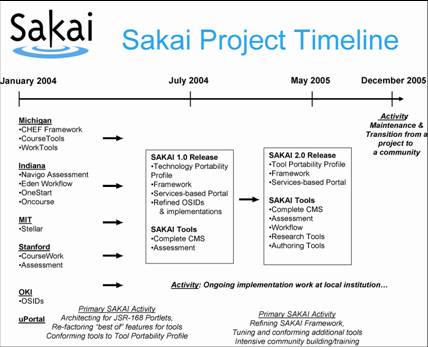 Sakai
Sakai Project Timeline
January 2004
July 2004
May 2005
December 2005
Activity
Maintenance &
Transition from a
project to
a community
Michigan
•CHEF Framework
•CourseTools
•WorkTools
Indiana
•Navigo Assessment
•Eden Workflow
•OneStart
•Oncourse
MIT
•Stellar
Stanford
•CourseWork
•Assessment
OKI
•OSIDs
uPortal
SAKAI 1.0 Release
•Technology Portability
Profile
•Framework
•Services-based Portal
•Refined OSIDs
& implementations
SAKAI Tools
•Complete CMS
•Assessment
SAKAI 2.0 Release
•Tool Portability Profile
•Framework
•Services-based Portal
SAKAI Tools
•Complete CMS
•Assessment
•Workflow
•Research Tools
•Authoring Tools
Activity: Ongoing implementation work at local institution…
Primary SAKAI Activity
Architecting for JSR-168 Portlets,
Re-factoring “best of” features for tools
Conforming tools to Tool Portability Profile
Primary SAKAI Activity
Refining SAKAI Framework,
Tuning and conforming additional tools
Intensive community building/training